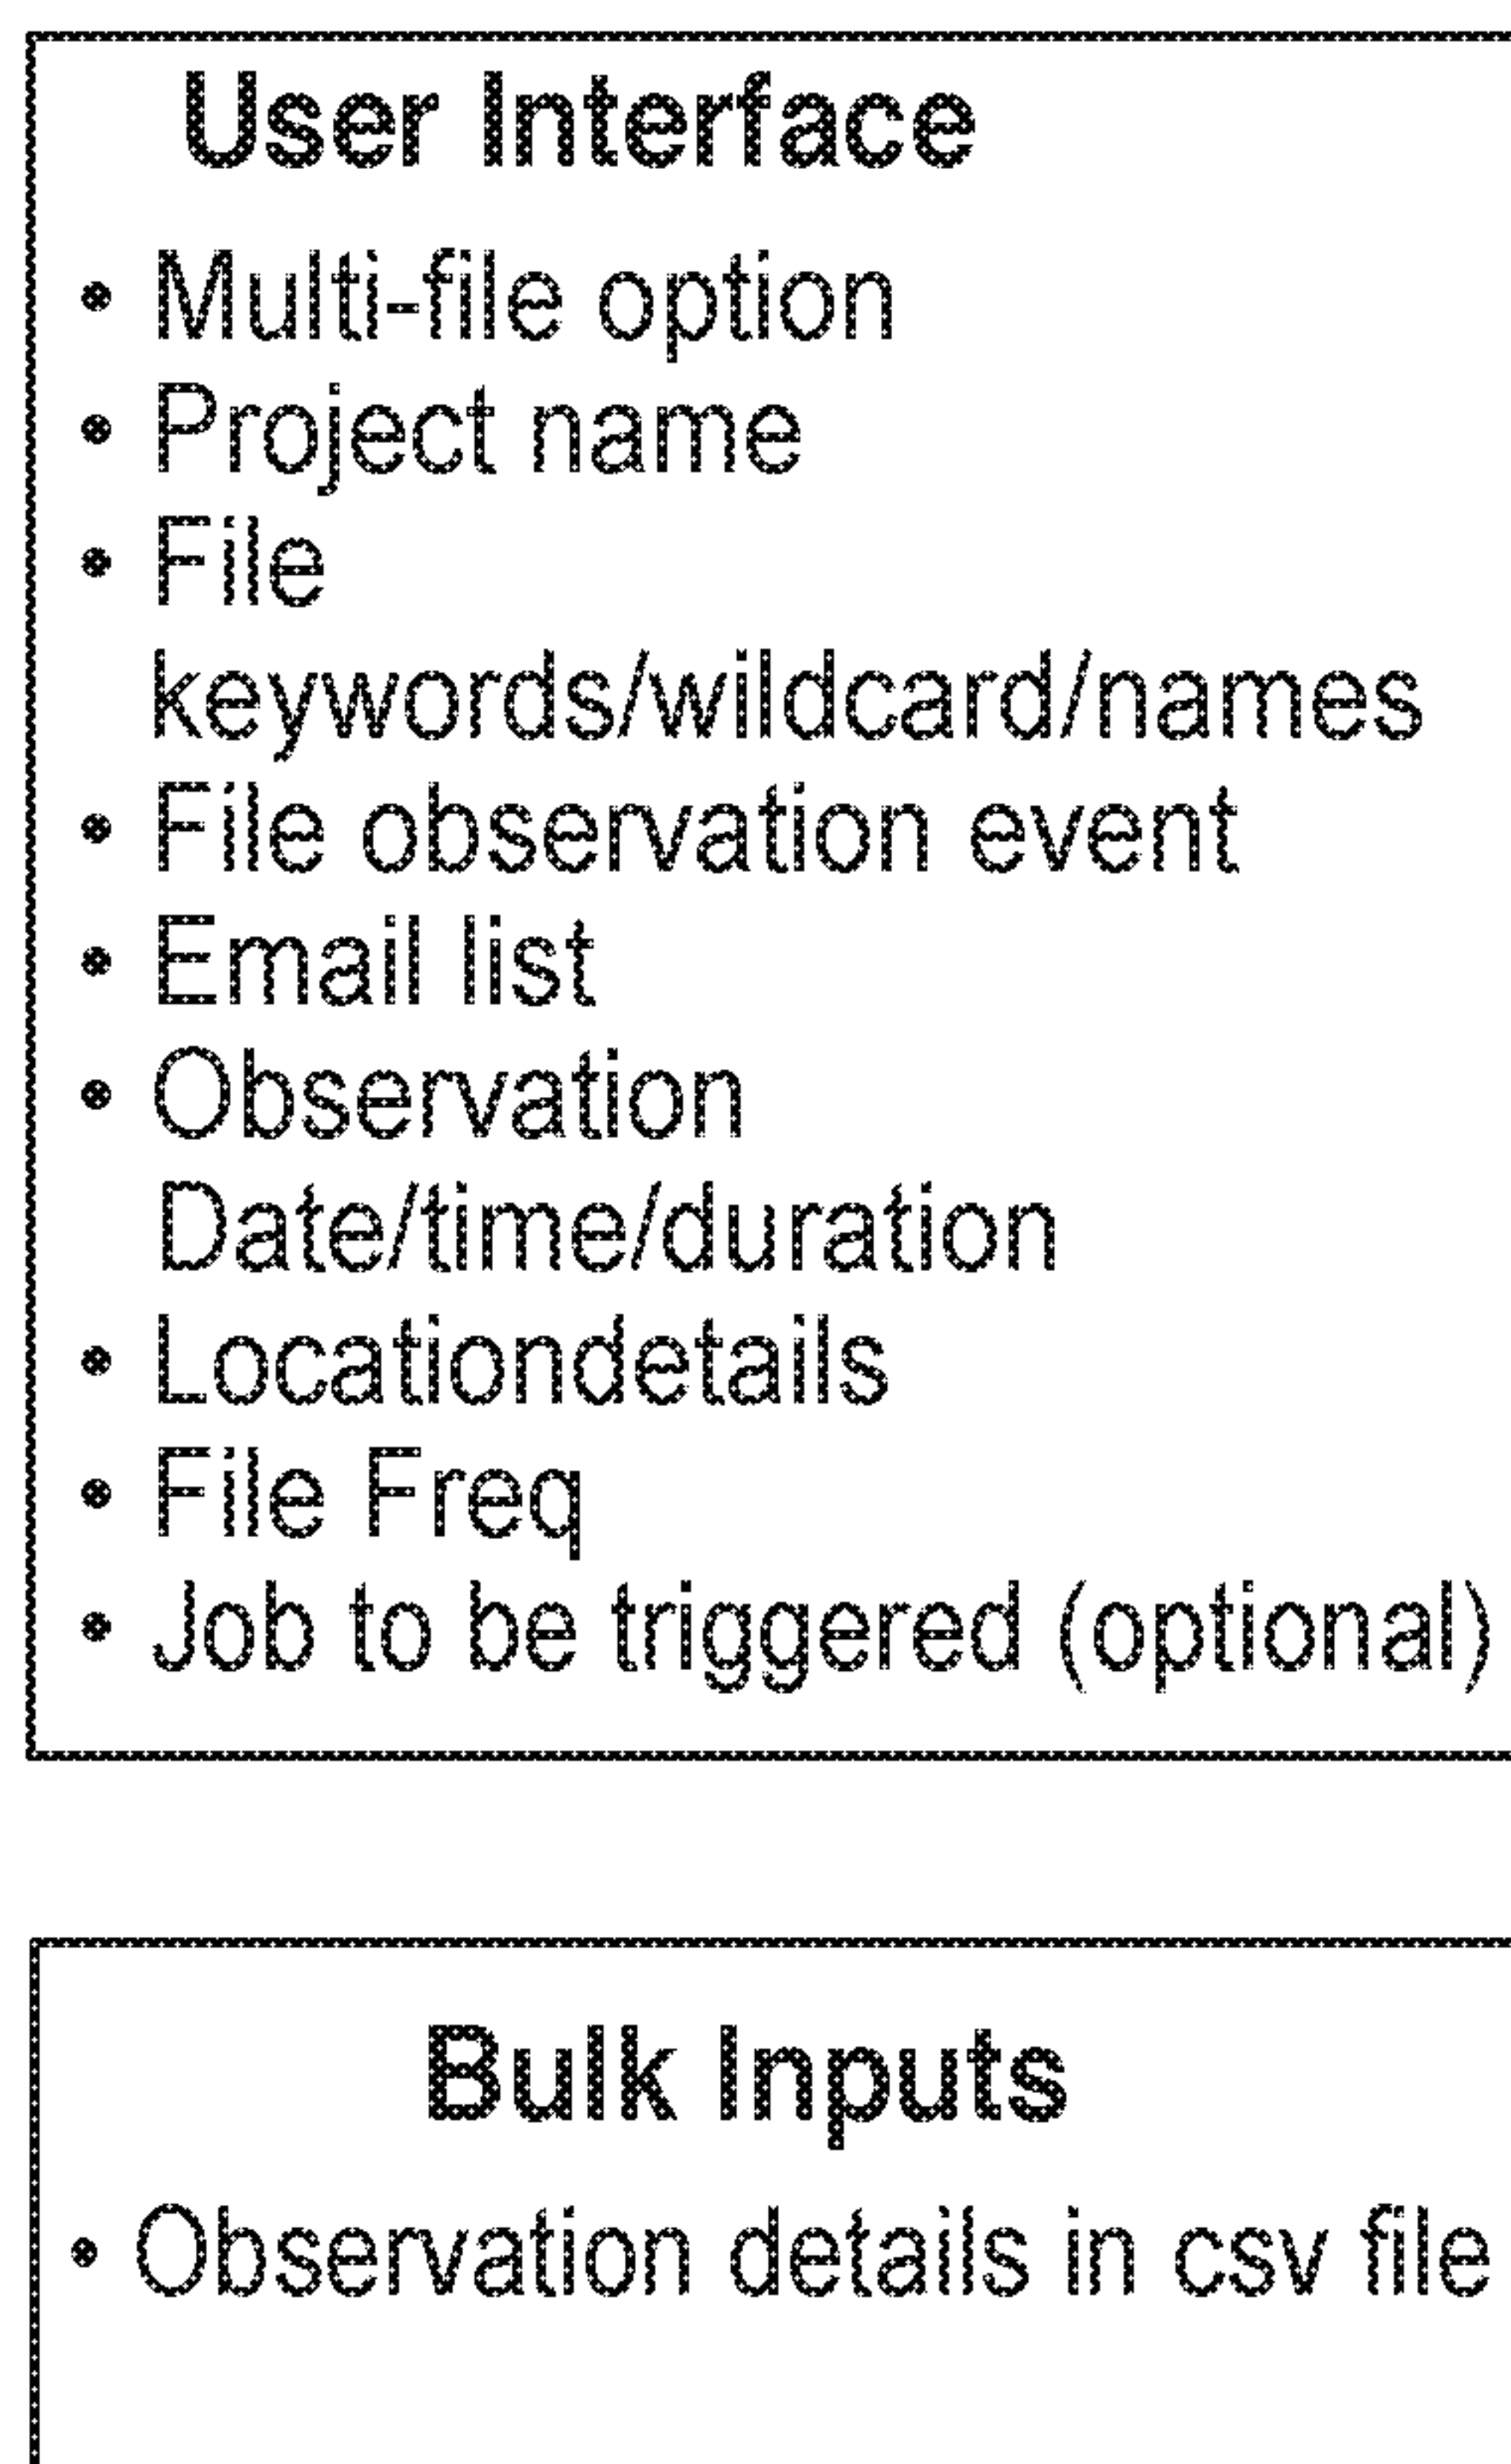 User Interface
• Multi-file option
• Project name
• File
keywords/wildcard/names
• File observation event
• Email list
• Observation
Date/time/duration
• Locationdetails
• File Freq
• Job to be triggered (optional)
Bulk Inputs
• Observation details in csv file